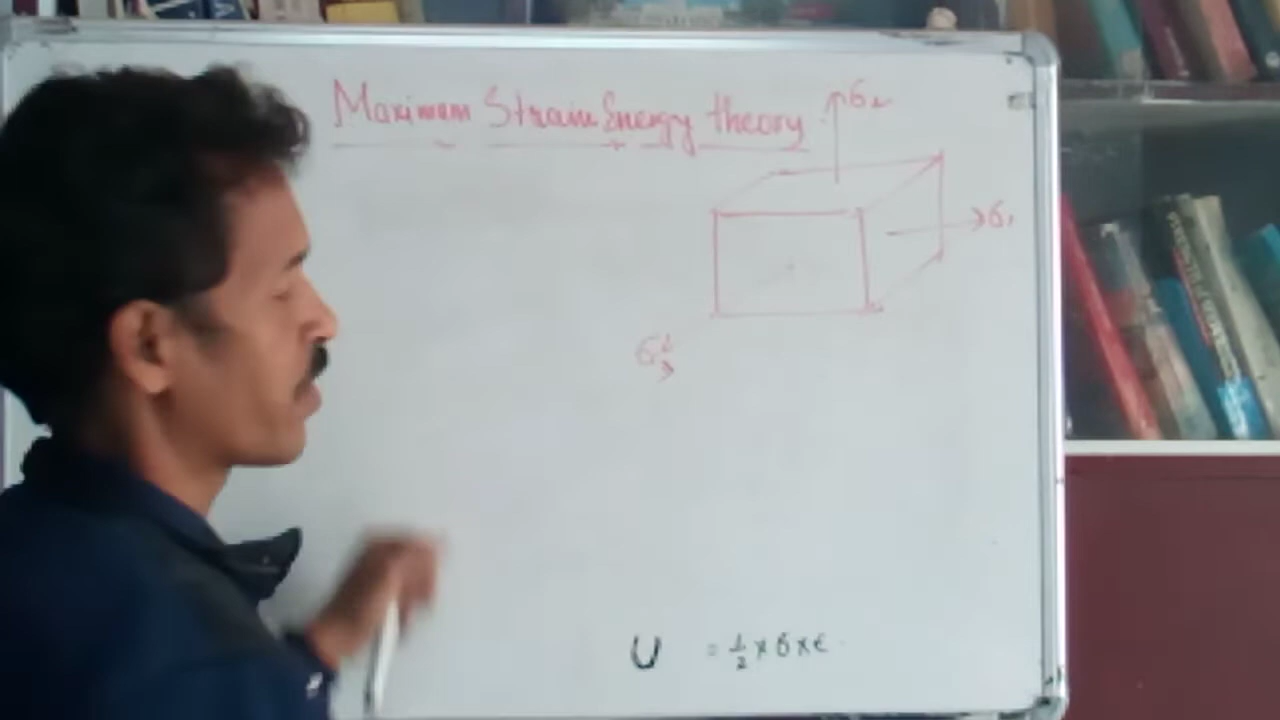 Maximum Strain Energy theory
σ₂
σ₁
σ₃
U = 1/2 × σ × ε